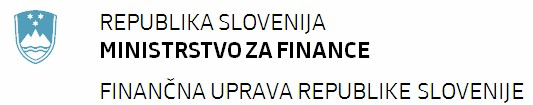 REPUBLIKA SLOVENIJA
MINISTRSTVO ZA FINANCE
FINANČNA UPRAVA REPUBLIKE SLOVENIJE